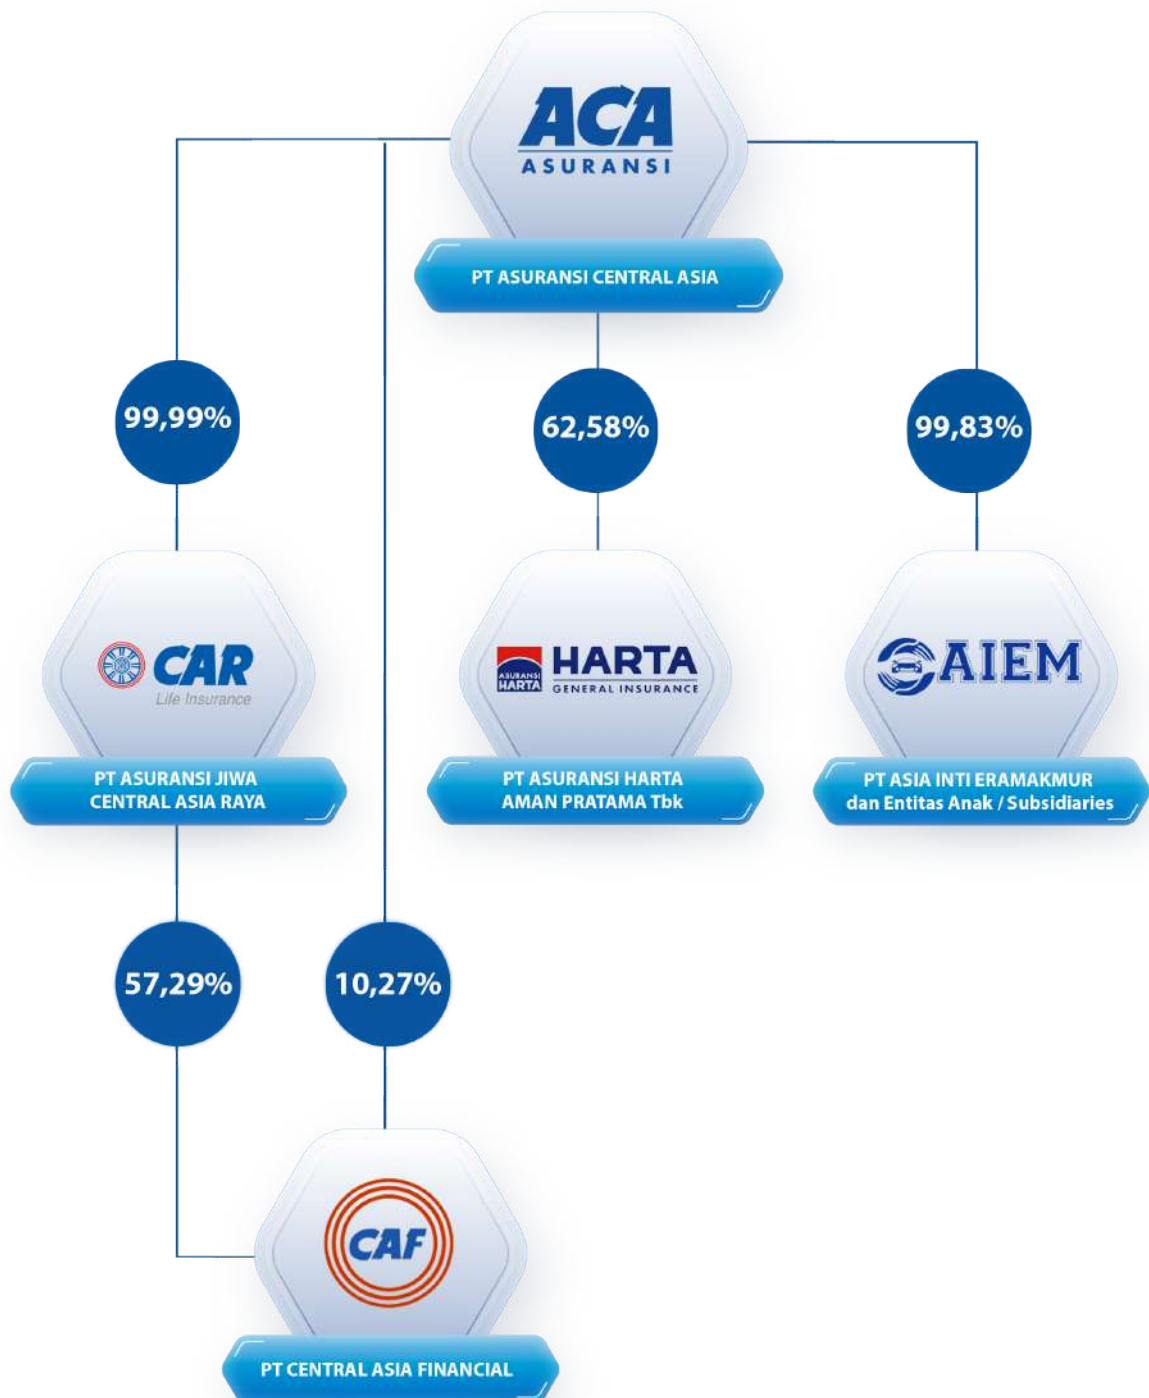 ACA
ASURANSI
PT ASURANSI CENTRAL ASIA
99,99%
62,58%
99,83%
CAR
Life Insurance
ASURANSI
HARTA
HARTA
GENERAL INSURANCE
AIEM
PT ASURANSI JIWA
CENTRAL ASIA RAYA
PT ASURANSI HARTA
AMAN PRATAMA Tbk
PT ASIA INTI ERAMAKMUR
dan Entitas Anak / Subsidiaries
57,29%
10,27%
CAF
PT CENTRAL ASIA FINANCIAL